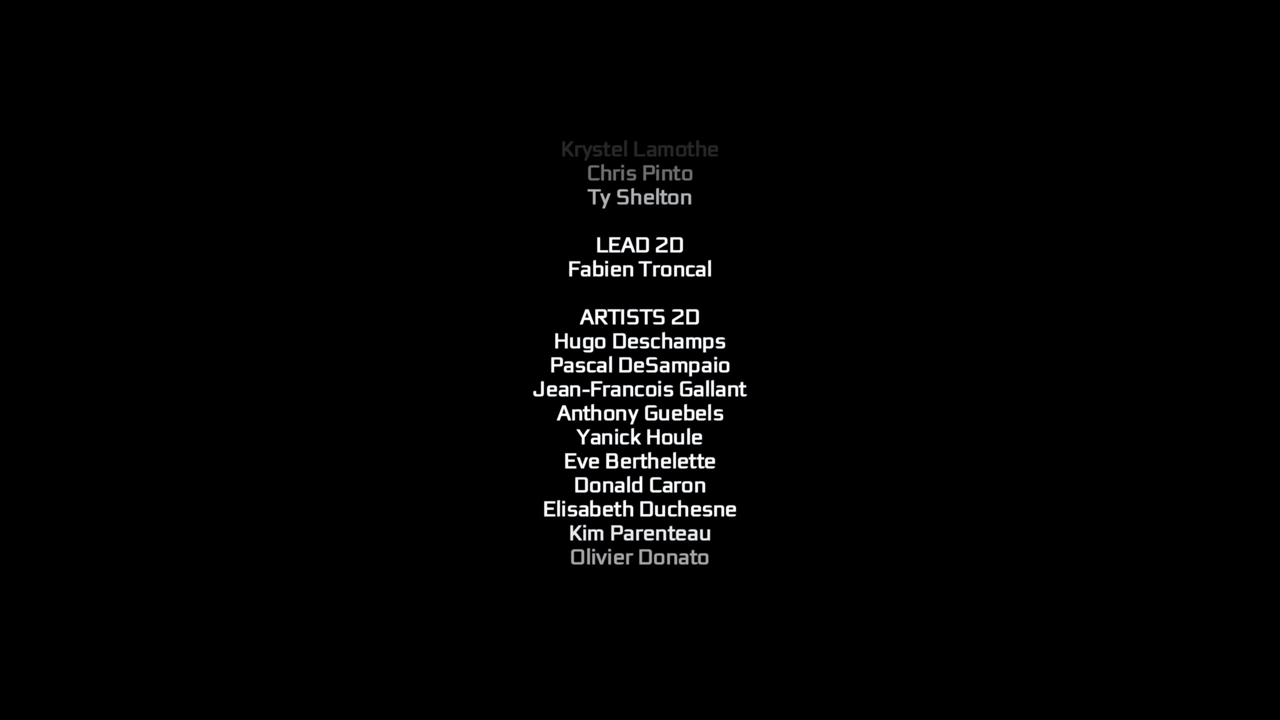 Krystel Lamothe
Chris Pinto
Ty Shelton
LEAD 2D
Fabien Troncal
ARTISTS 2D
Hugo Deschamps
Pascal DeSampaio
Jean-Francois Gallant
Anthony Guebels
Yanick Houle
Eve Berthelette
Donald Caron
Elisabeth Duchesne
Kim Parenteau
Olivier Donato